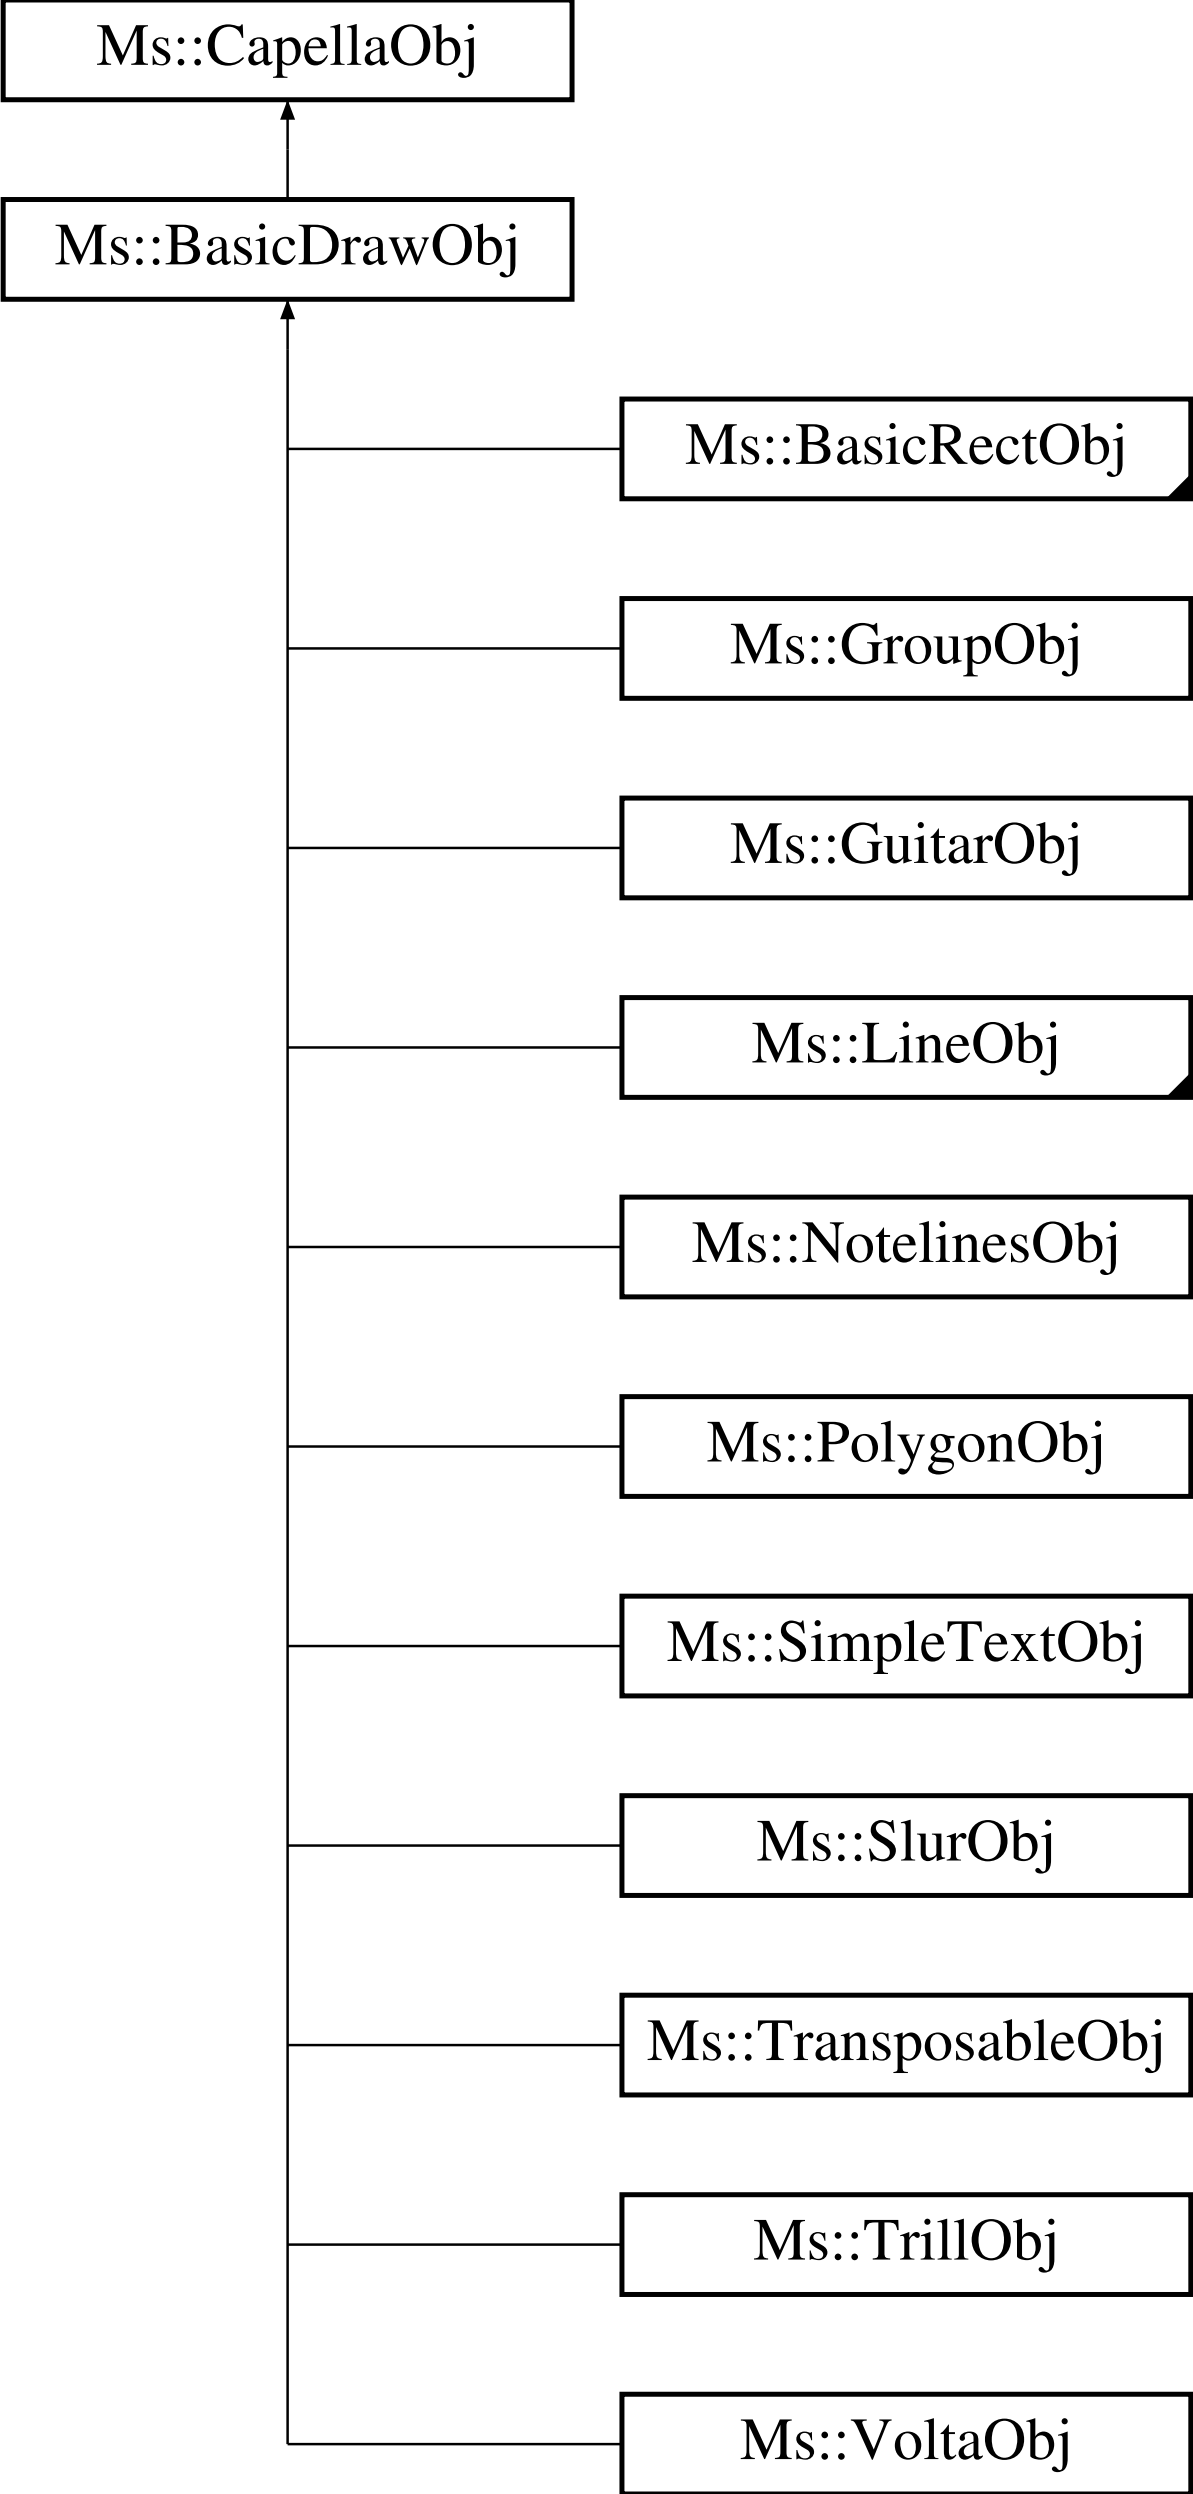 Ms::CapellaObj
Ms::BasicDrawObj
Ms::BasicRectObj
Ms::GroupObj
Ms::GuitarObj
Ms::LineObj
Ms::NotelinesObj
Ms::PolygonObj
Ms::SimpleTextObj
Ms::SlurObj
Ms::TransposableObj
Ms::TrillObj
Ms::VoltaObj